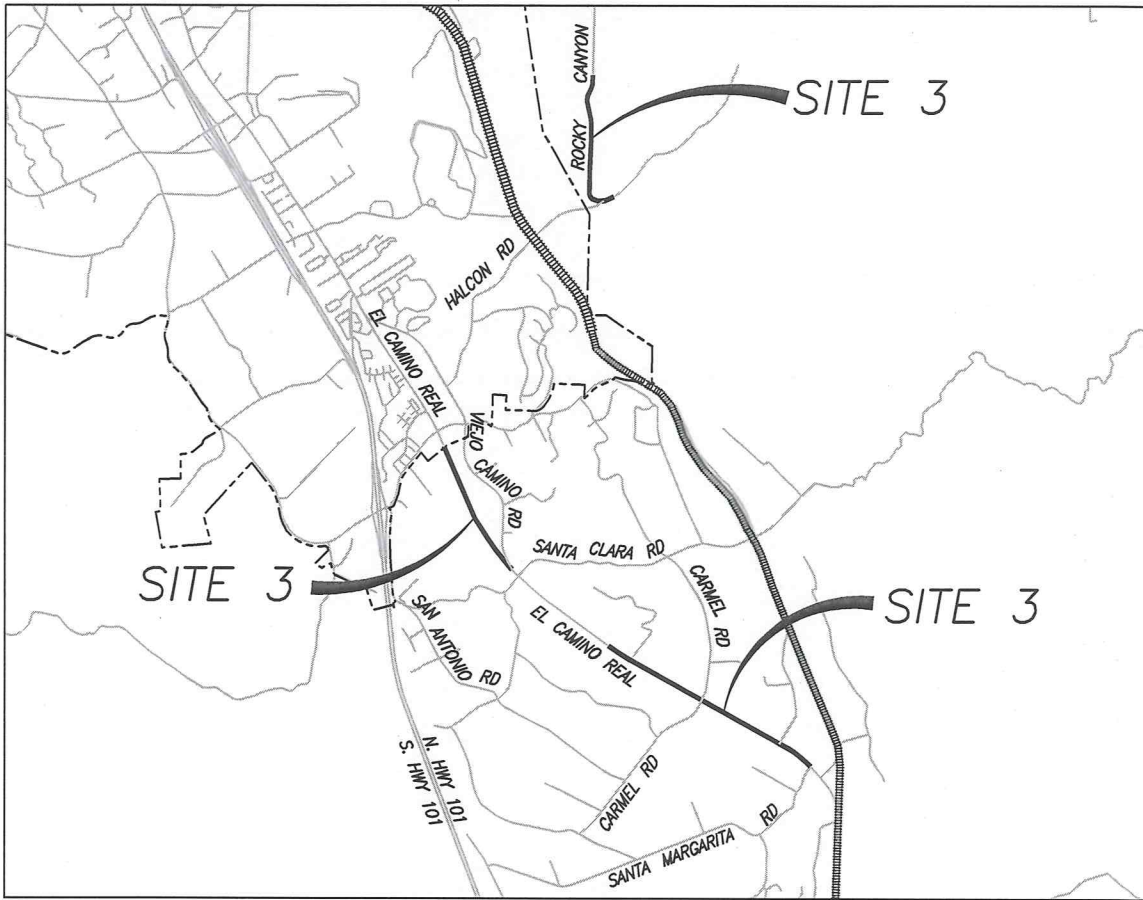 CANYON
ROCKY
SITE 3
HALCON RD
EL CAMINO REAL
VIEJO CAMINO RD
SITE 3
SANTA CLARA RD
CARMEL RD
SITE 3
SAN ANTONIO RD
EL CAMINO REAL
N. HWY 101
S. HWY 101
CARMEL RD
SANTA MARGARITA RD